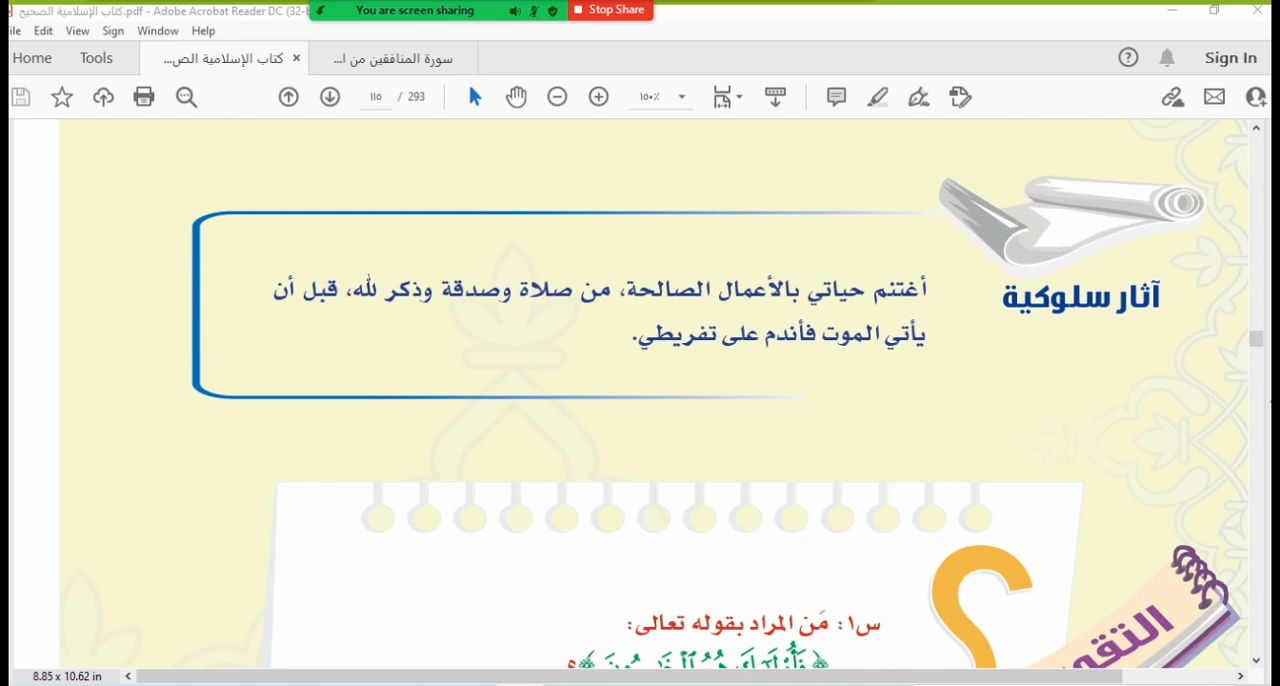 كتاب الإسلامية الصحيح.pdf - Adobe Acrobat Reader DC (32-b
You are screen sharing
Stop Share
ile Edit View Sign Window Help
Home Tools
كتاب الإسلامية الص... ×
سورة المنافقين من ا...
Sign In
١١٥ / 293
١٥٠٪
آثار سلوكية
أغتنم حياتي بالأعمال الصالحة، من صلاة وصدقة وذكر لله، قبل أن
يأتي الموت فأندم على تفريطي.
؟
س١: مَن المراد بقوله تعالى:
التقو
8.85 x 10.62 in